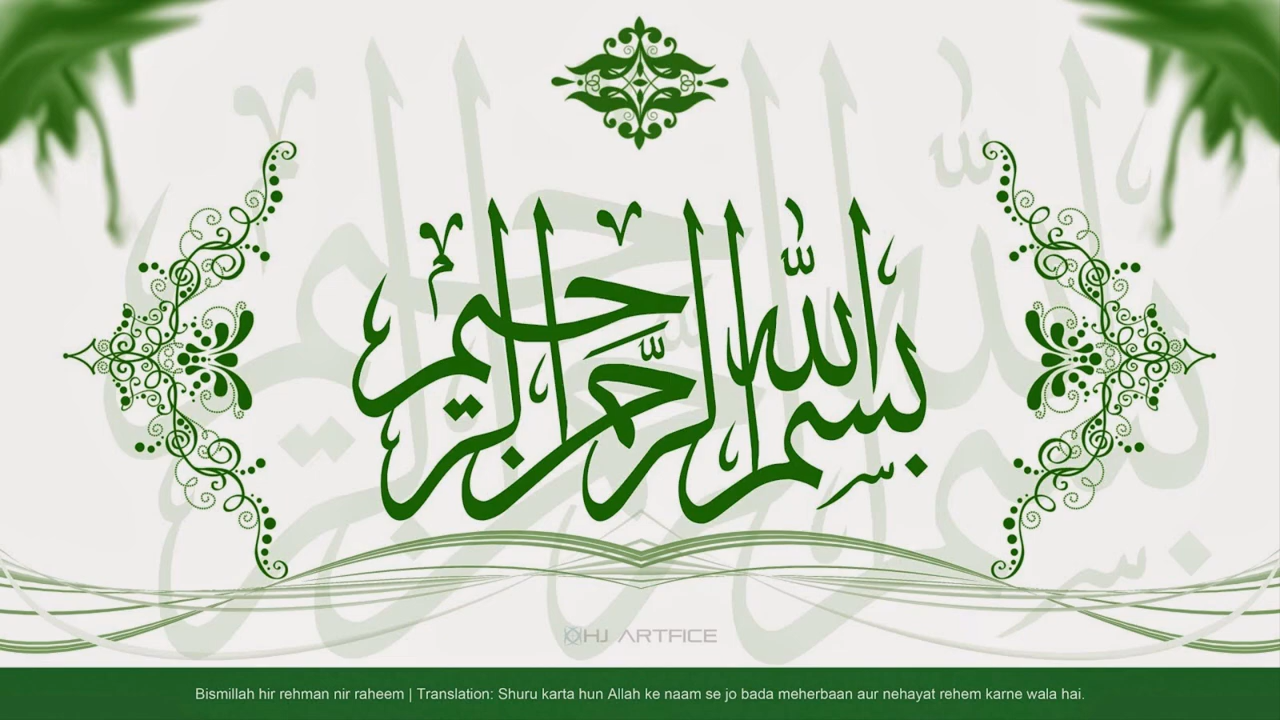 بسم الله الرحمن الرحيم
HJ ARTFICE
Bismillah hir rehman nir raheem | Translation: Shuru karta hun Allah ke naam se jo bada meherbaan aur nehayat rehem karne wala hai.